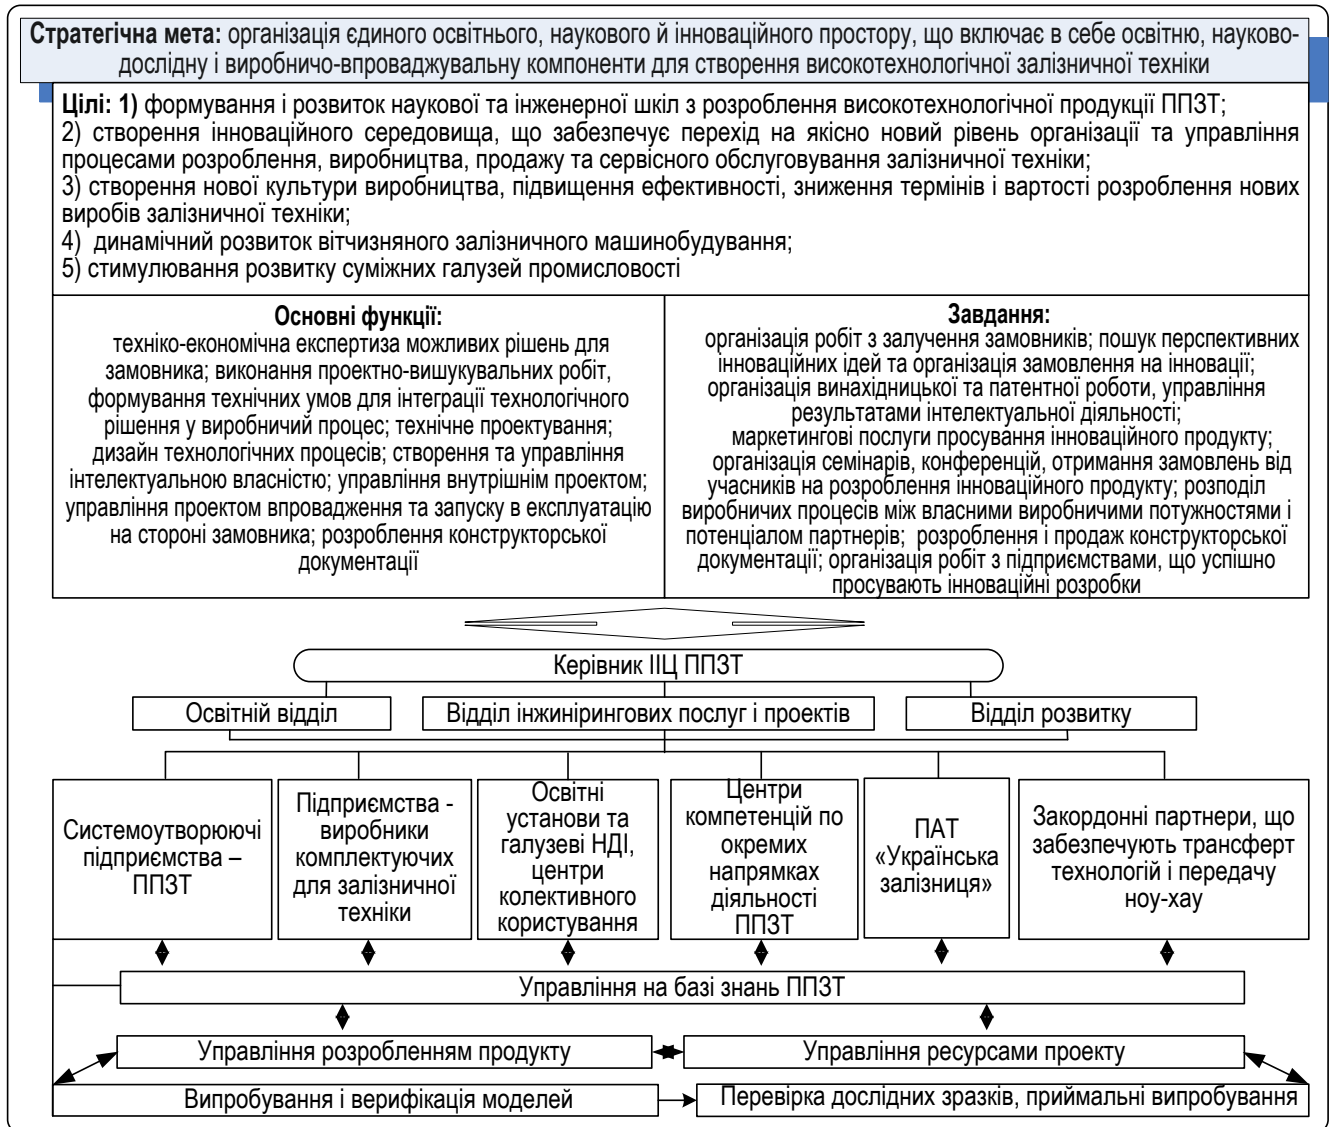 Стратегічна мета: організація єдиного освітнього, наукового й інноваційного простору, що включає в себе освітню, науково-
дослідну і виробничо-впроваджувальну компоненти для створення високотехнологічної залізничної техніки
Цілі: 1) формування і розвиток наукової та інженерної шкіл з розроблення високотехнологічної продукції ППЗТ;
2) створення інноваційного середовища, що забезпечує перехід на якісно новий рівень організації та управління
процесами розроблення, виробництва, продажу та сервісного обслуговування залізничної техніки;
3) створення нової культури виробництва, підвищення ефективності, зниження термінів і вартості розроблення нових
виробів залізничної техніки;
4) динамічний розвиток вітчизняного залізничного машинобудування;
5) стимулювання розвитку суміжних галузей промисловості
Основні функції:
техніко-економічна експертиза можливих рішень для
замовника; виконання проектно-вишукувальних робіт,
формування технічних умов для інтеграції технологічного
рішення у виробничий процес; технічне проектування;
дизайн технологічних процесів; створення та управління
інтелектуальною власністю; управління внутрішнім проектом;
управління проектом впровадження та запуску в експлуатацію
на стороні замовника; розроблення конструкторської
документації
Завдання:
організація робіт з залучення замовників; пошук перспективних
інноваційних ідей та організація замовлення на інновації;
організація винахідницької та патентної роботи, управління
результатами інтелектуальної діяльності;
маркетингові послуги просування інноваційного продукту;
організація семінарів, конференцій, отримання замовлень від
учасників на розроблення інноваційного продукту; розподіл
виробничих процесів між власними виробничими потужностями і
потенціалом партнерів; розроблення і продаж конструкторської
документації; організація робіт з підприємствами, що успішно
просувають інноваційні розробки
Керівник ІІЦ ППЗТ
Освітній відділ
Відділ інжинірингових послуг і проектів
Відділ розвитку
Системоутворюючі
підприємства –
ППЗТ
Підприємства -
виробники
комплектуючих
для залізничної
техніки
Освітні
установи та
галузеві НДІ,
центри
колективного
користування
Центри
компетенцій по
окремих
напрямках
діяльності
ППЗТ
ПАТ
«Українська
залізниця»
Закордонні партнери, що
забезпечують трансферт
технологій і передачу
ноу-хау
Управління на базі знань ППЗТ
Управління розробленням продукту
Управління ресурсами проекту
Випробування і верифікація моделей
Перевірка дослідних зразків, приймальні випробування